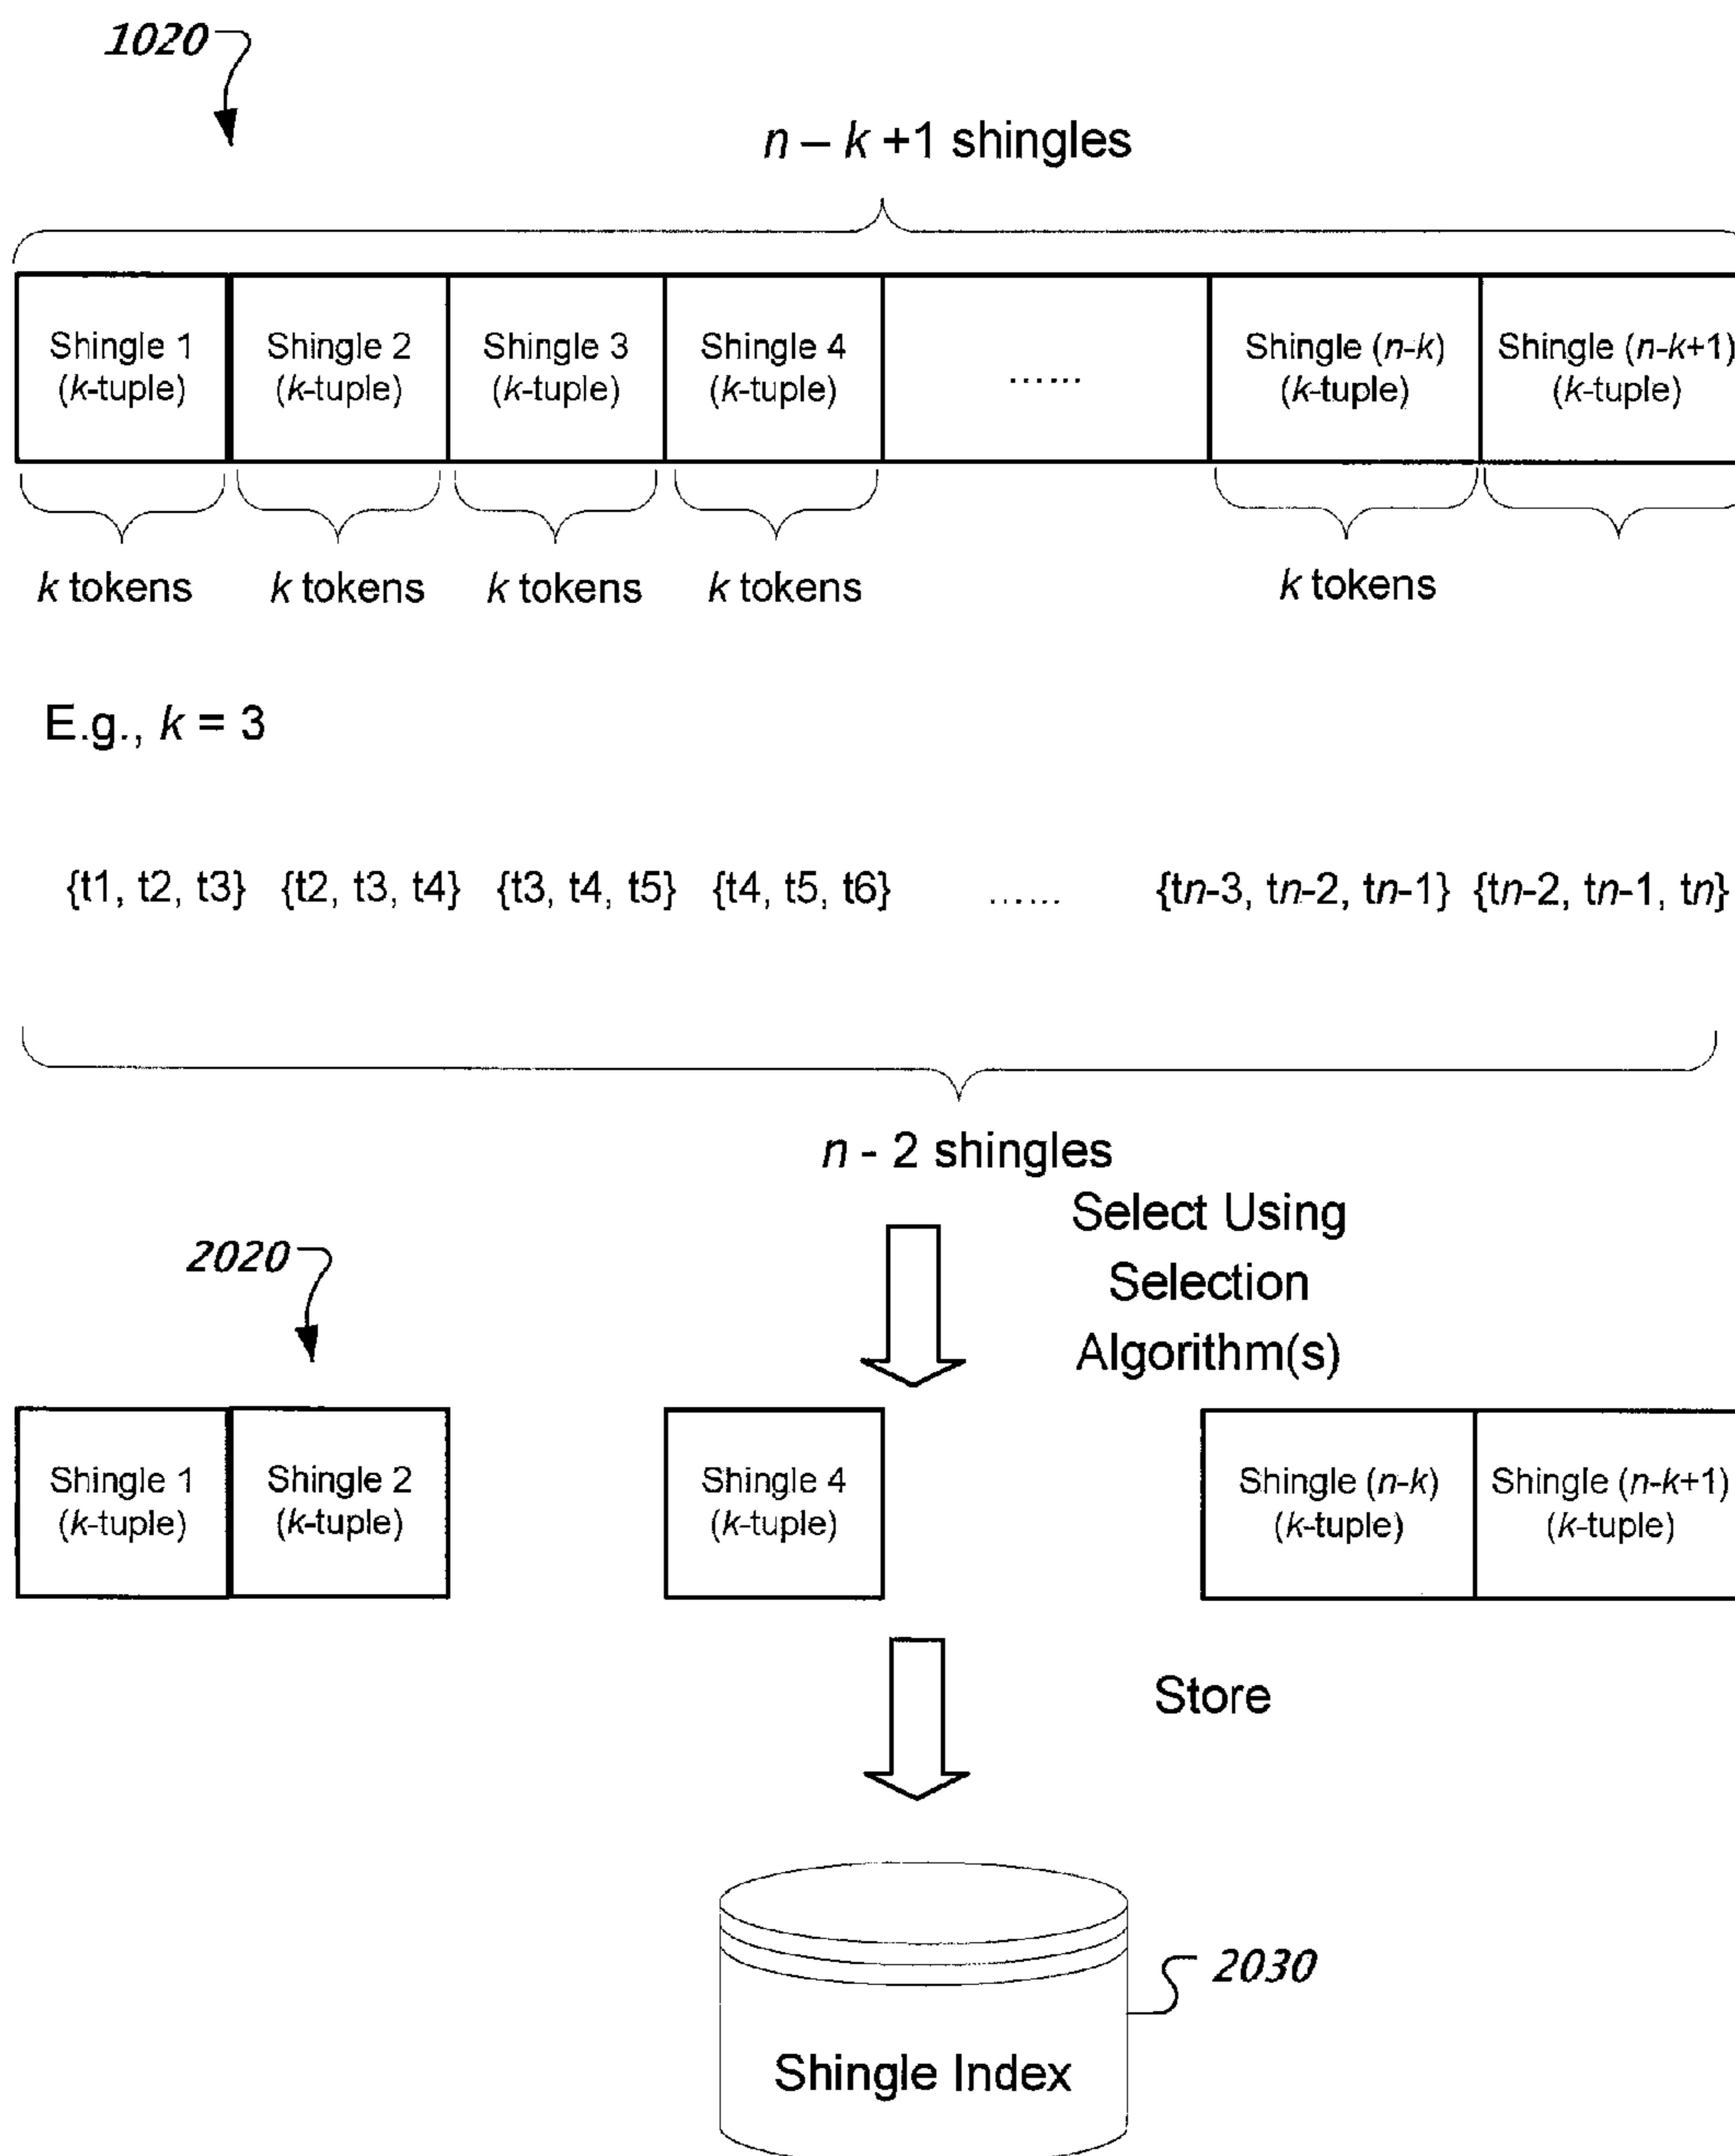 1020
n – k +1 shingles
Shingle 1 (k-tuple)
Shingle 2 (k-tuple)
Shingle 3 (k-tuple)
Shingle 4 (k-tuple)
......
Shingle (n-k) (k-tuple)
Shingle (n-k+1) (k-tuple)
k tokens
k tokens
k tokens
k tokens
k tokens
E.g., k = 3
{t1, t2, t3} {t2, t3, t4} {t3, t4, t5} {t4, t5, t6} ...... {tn-3, tn-2, tn-1} {tn-2, tn-1, tn}
n - 2 shingles
Select Using
Selection
Algorithm(s)
2020
Shingle 1 (k-tuple)
Shingle 2 (k-tuple)
Shingle 4 (k-tuple)
Shingle (n-k) (k-tuple)
Shingle (n-k+1) (k-tuple)
Store
2030
Shingle Index